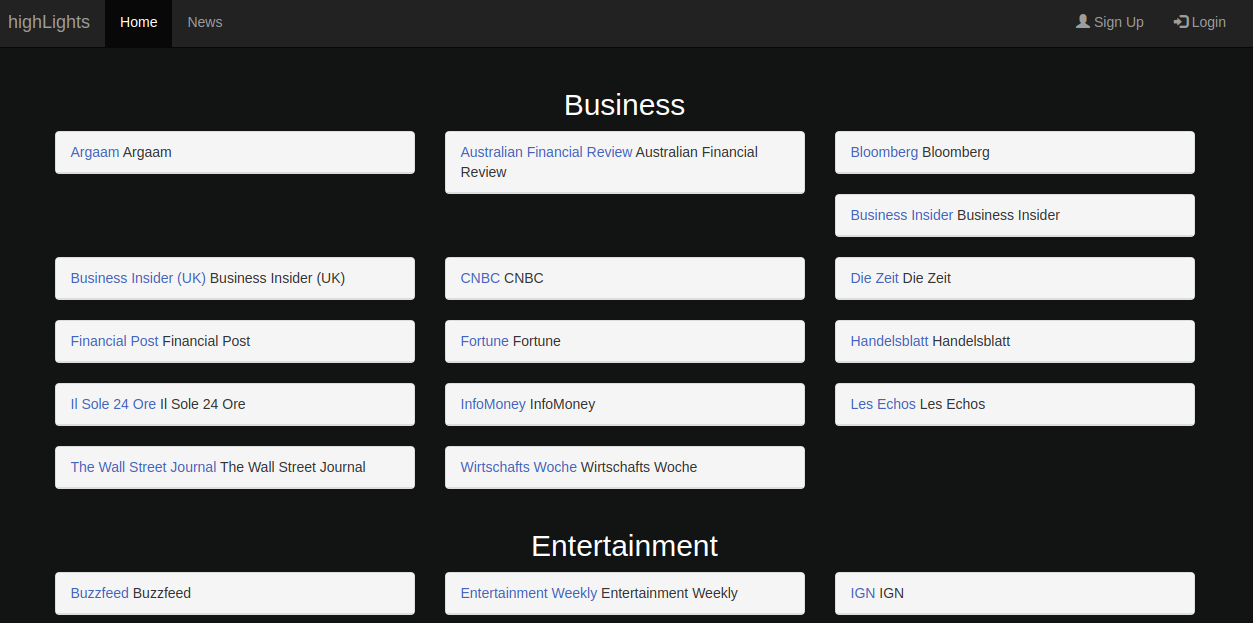 highLights
Home
News
Sign Up
Login
Business
Argaam Argaam
Australian Financial Review Australian Financial
Review
Bloomberg Bloomberg
Business Insider Business Insider
Business Insider (UK) Business Insider (UK)
CNBC CNBC
Die Zeit Die Zeit
Financial Post Financial Post
Fortune Fortune
Handelsblatt Handelsblatt
Il Sole 24 Ore Il Sole 24 Ore
InfoMoney InfoMoney
Les Echos Les Echos
The Wall Street Journal The Wall Street Journal
Wirtschafts Woche Wirtschafts Woche
Entertainment
Buzzfeed Buzzfeed
Entertainment Weekly Entertainment Weekly
IGN IGN